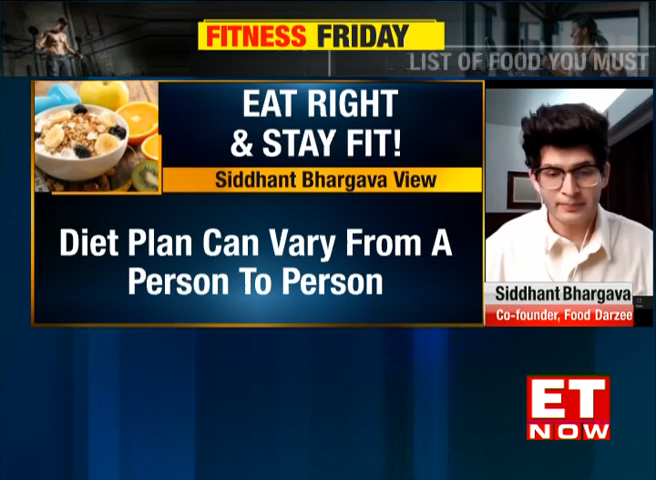 FITNESS FRIDAY
LIST OF FOOD YOU MUST
EAT RIGHT
& STAY FIT!
Siddhant Bhargava View
Diet Plan Can Vary From A
Person To Person
Siddhant Bhargava
Co-founder, Food Darzee
ET
NOW